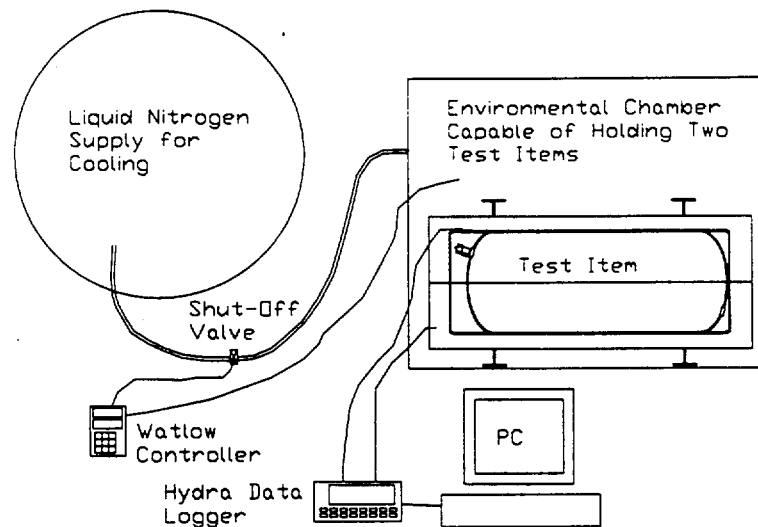 Liquid Nitrogen
Supply for
Cooling
Environmental Chamber
Capable of Holding Two
Test Items
Test Item
Shut-Off
Valve
Watlow
Controller
PC
Hydra Data
Logger